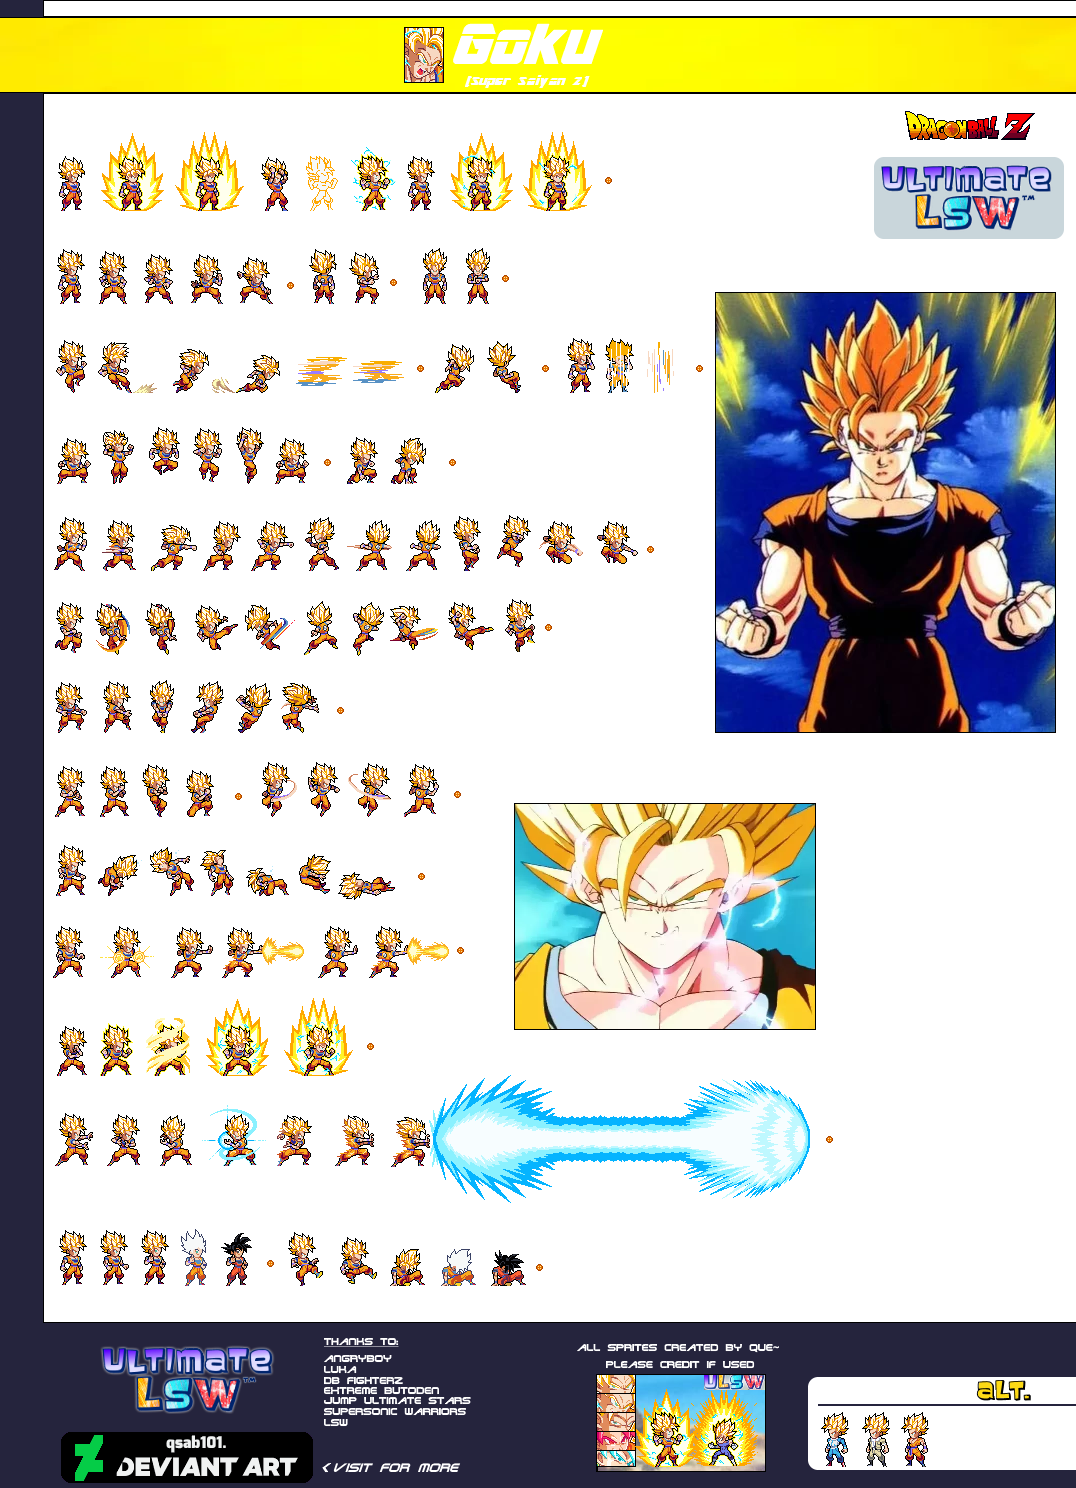 Goku
[Super Saiyan 2]
DRAGON BALL Z
ULTIMATE
LSW™
ULTIMATE
LSW™
THANKS TO:
ANGRYBOY
LUKA
DB FIGHTERZ
EXTREME BUTODEN
JUMP ULTIMATE STARS
SUPERSONIC WARRIORS
LSW
qsab101.
DEVIANT ART
< VISIT FOR MORE
ALL SPRITES CREATED BY QUE~
PLEASE CREDIT IF USED
ULSW
ALT.